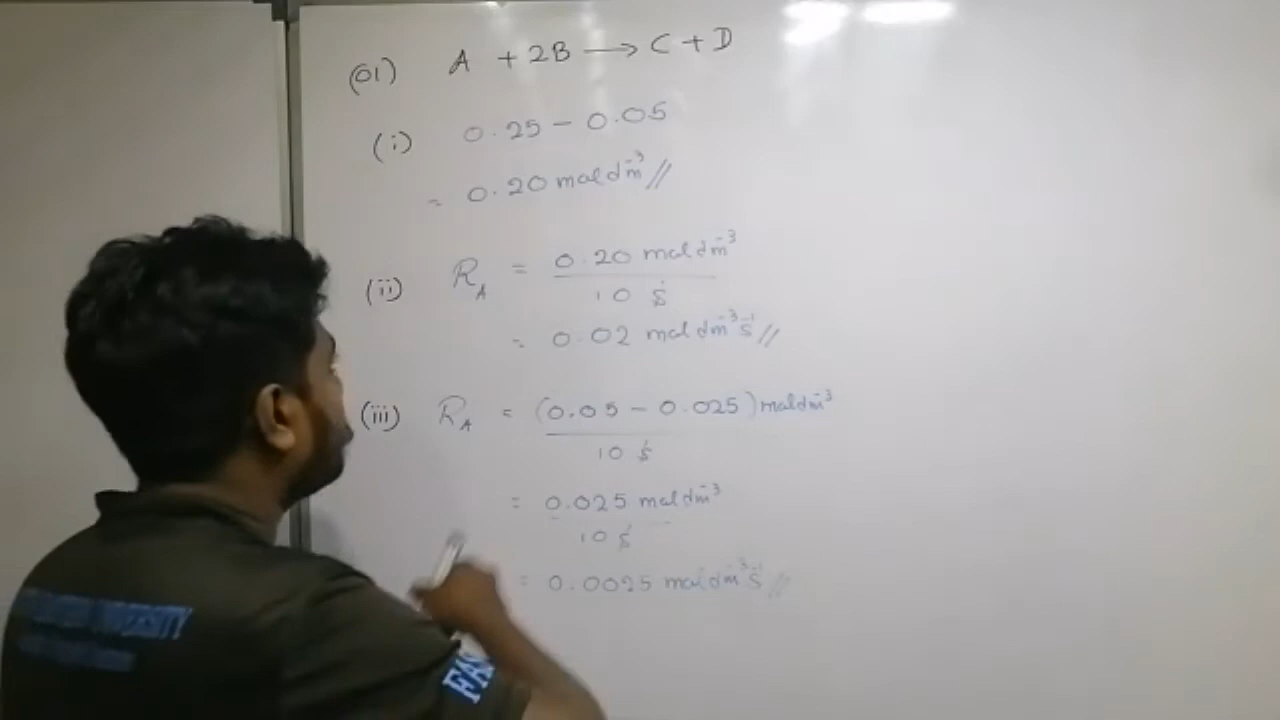 (01) A + 2B → C + D
(i) 0.25 – 0.05
= 0.20 moldm⁻³//
(ii) R_A = 0.20 moldm⁻³
10 s
= 0.02 moldm⁻³s⁻¹//
(iii) R_A = (0.05 – 0.025) moldm⁻³
10 s
= 0.025 moldm⁻³
10 s
= 0.0025 moldm⁻³s⁻¹//
FAS